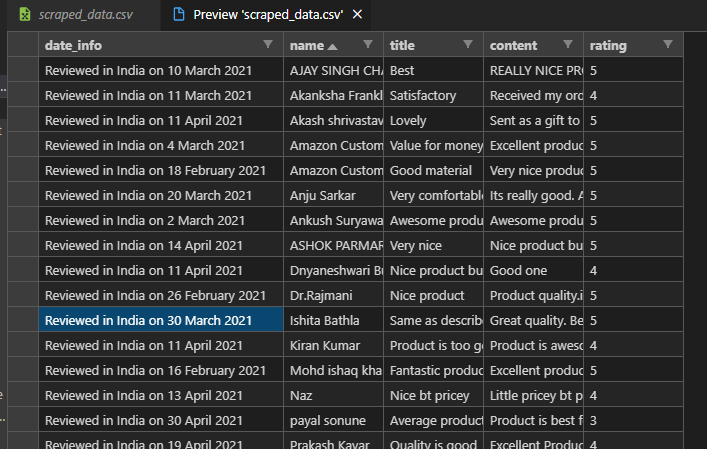 scraped_data.csv Preview 'scraped_data.csv'
date_info name title content rating
Reviewed in India on 10 March 2021 AJAY SINGH CHA Best REALLY NICE PR 5
Reviewed in India on 11 March 2021 Akanksha Frankl Satisfactory Received my ord 4
Reviewed in India on 11 April 2021 Akash shrivastav Lovely Sent as a gift to 5
Reviewed in India on 4 March 2021 Amazon Custom Value for money Excellent produc 5
Reviewed in India on 18 February 2021 Amazon Custom Good material Very nice produc 5
Reviewed in India on 20 March 2021 Anju Sarkar Very comfortable Its really good. A 5
Reviewed in India on 2 March 2021 Ankush Suryawa Awesome produ Awesome produ 5
Reviewed in India on 14 April 2021 ASHOK PARMAR Very nice Nice product bu 5
Reviewed in India on 11 April 2021 Dnyaneshwari Bu Nice product bu Good one 4
Reviewed in India on 26 February 2021 Dr.Rajmani Nice product Product quality.i 5
Reviewed in India on 30 March 2021 Ishita Bathla Same as describe Great quality. Be 5
Reviewed in India on 11 April 2021 Kiran Kumar Product is too go Product is aweso 4
Reviewed in India on 16 February 2021 Mohd ishaq kha Fantastic produc Excellent produc 5
Reviewed in India on 13 April 2021 Naz Nice bt pricey Little pricey bt p 4
Reviewed in India on 30 April 2021 payal sonune Average product Product is best f 3
Reviewed in India on 19 April 2021 Prakash Kavar Quality is good Excellent Produc 4